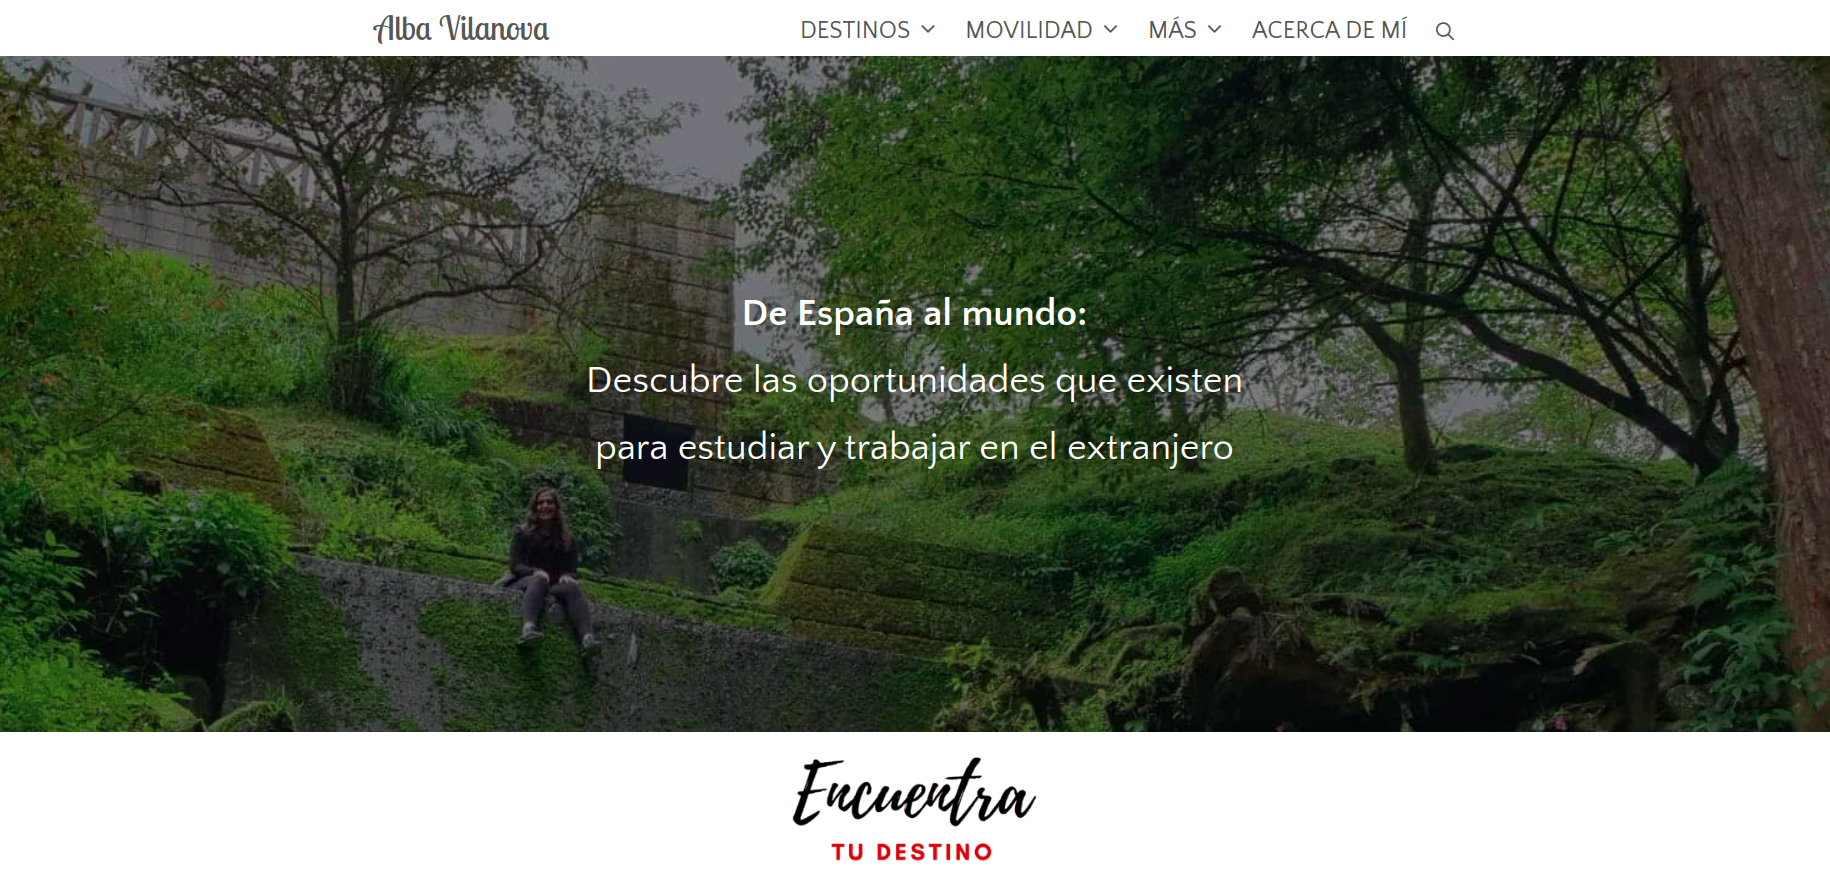 Alba Vilanova
DESTINOS
MOVILIDAD
MÁS
ACERCA DE MÍ
De España al mundo:
Descubre las oportunidades que existen
para estudiar y trabajar en el extranjero
Encuentra
TU DESTINO